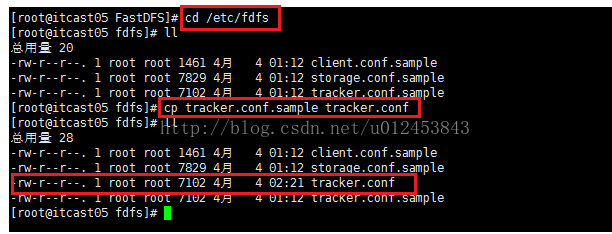 [root@itcast05 FastDFS]# cd /etc/fdfs
[root@itcast05 fdfs]# ll
总用量 20
-rw-r--r--. 1 root root 1461 4月   4 01:12 client.conf.sample
-rw-r--r--. 1 root root 7829 4月   4 01:12 storage.conf.sample
-rw-r--r--. 1 root root 7102 4月   4 01:12 tracker.conf.sample
[root@itcast05 fdfs]# cp tracker.conf.sample tracker.conf
[root@itcast05 fdfs]# ll
http://blog.csdn.net/u012453843
总用量 28
-rw-r--r--. 1 root root 1461 4月   4 01:12 client.conf.sample
-rw-r--r--. 1 root root 7829 4月   4 01:12 storage.conf.sample
-rw-r--r--. 1 root root 7102 4月   4 02:21 tracker.conf
-rw-r--r--. 1 root root 7102 4月   4 01:12 tracker.conf.sample
[root@itcast05 fdfs]#